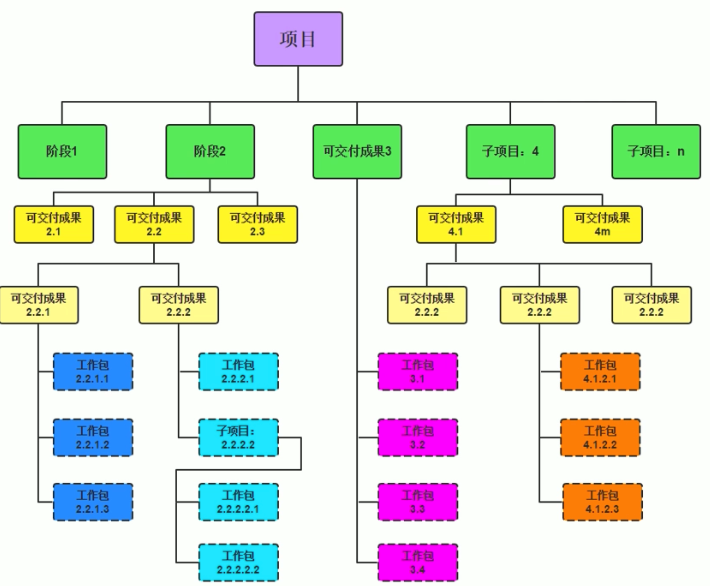 项目
阶段1
阶段2
可交付成果3
子项目：4
子项目：n
可交付成果
2.1
可交付成果
2.2
可交付成果
2.3
可交付成果
4.1
可交付成果
4m
可交付成果
2.2.1
可交付成果
2.2.2
可交付成果
2.2.2
可交付成果
2.2.2
可交付成果
2.2.2
工作包
2.2.1.1
工作包
2.2.2.1
工作包
3.1
工作包
4.1.2.1
工作包
2.2.1.2
子项目：
2.2.2.2
工作包
3.2
工作包
4.1.2.2
工作包
2.2.1.3
工作包
2.2.2.2.1
工作包
3.3
工作包
4.1.2.3
工作包
2.2.2.2.2
工作包
3.4